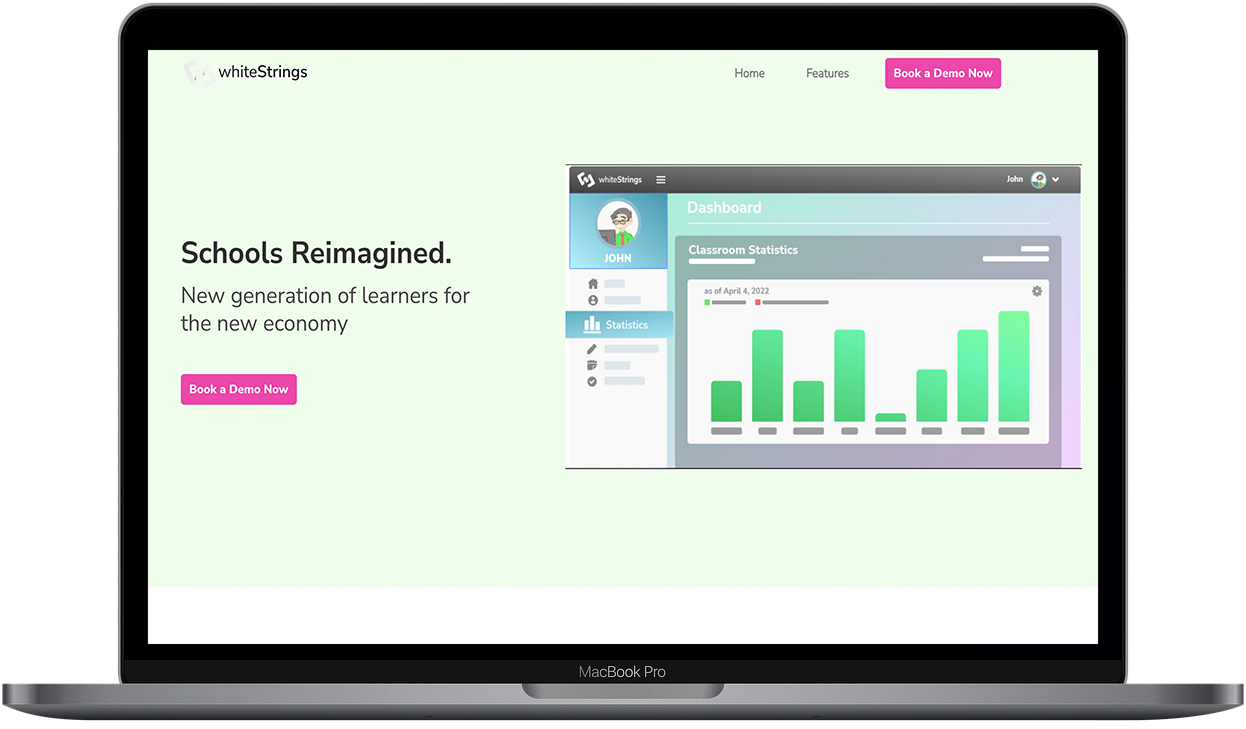 whiteStrings
Home
Features
Book a Demo Now
whiteStrings
John
JOHN
Dashboard
Classroom Statistics
as of April 4, 2022
Statistics
Schools Reimagined.
New generation of learners for
the new economy
Book a Demo Now
MacBook Pro